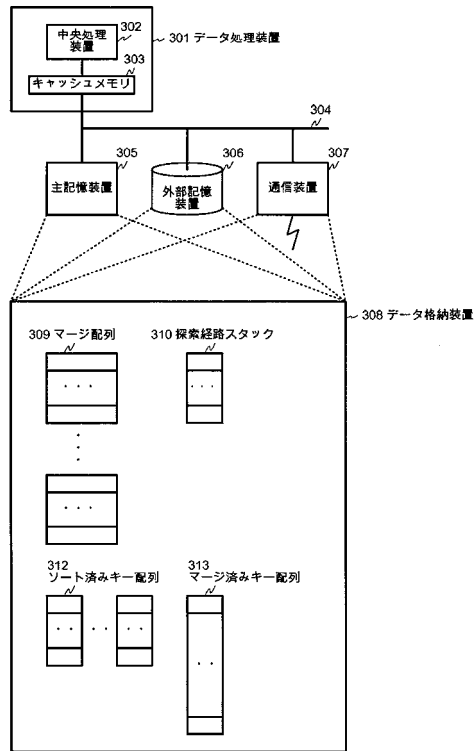 302
中央処理
装置
301 データ処理装置
303
キャッシュメモリ
304
305
306
307
主記憶装置
外部記憶
装置
通信装置
308 データ格納装置
309 マージ配列
310 探索経路スタック
312
ソート済みキー配列
313
マージ済みキー配列